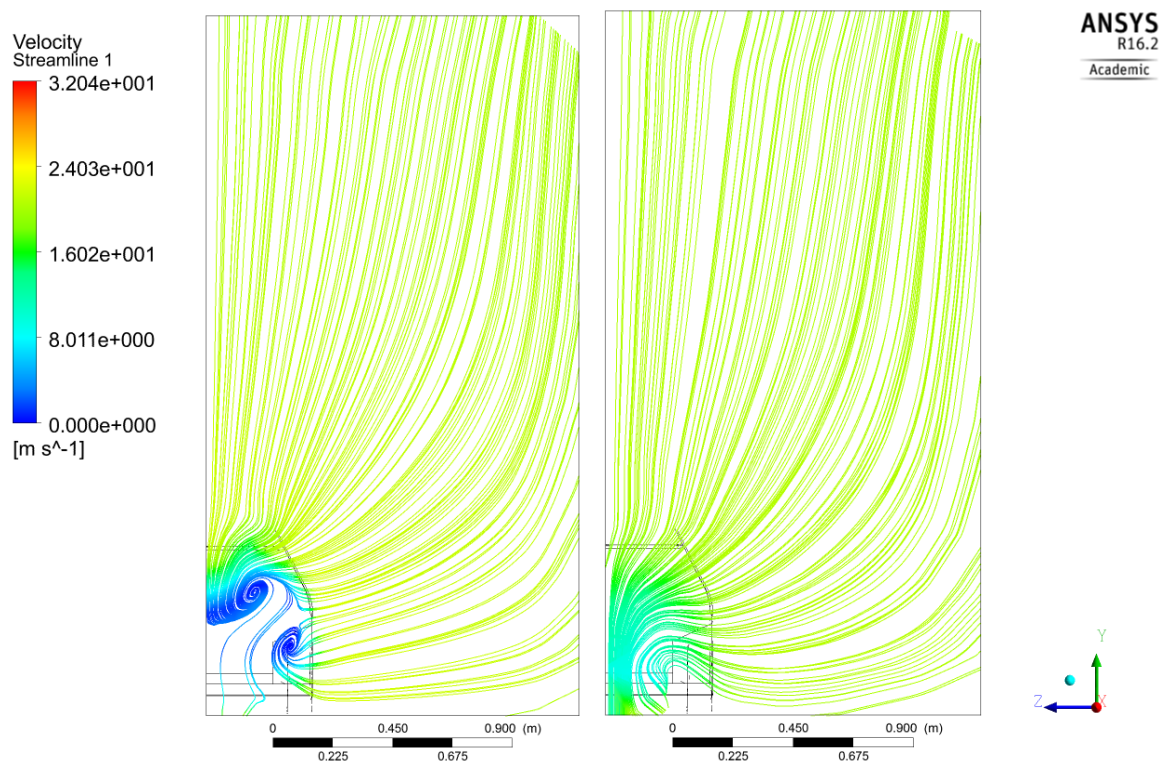 Velocity
Streamline 1
3.204e+001
2.403e+001
1.602e+001
8.011e+000
0.000e+000
[m s^-1]
0 0.450 0.900 (m)
0.225 0.675
0 0.450 0.900 (m)
0.225 0.675
ANSYS
R16.2
Academic
Y
Z X